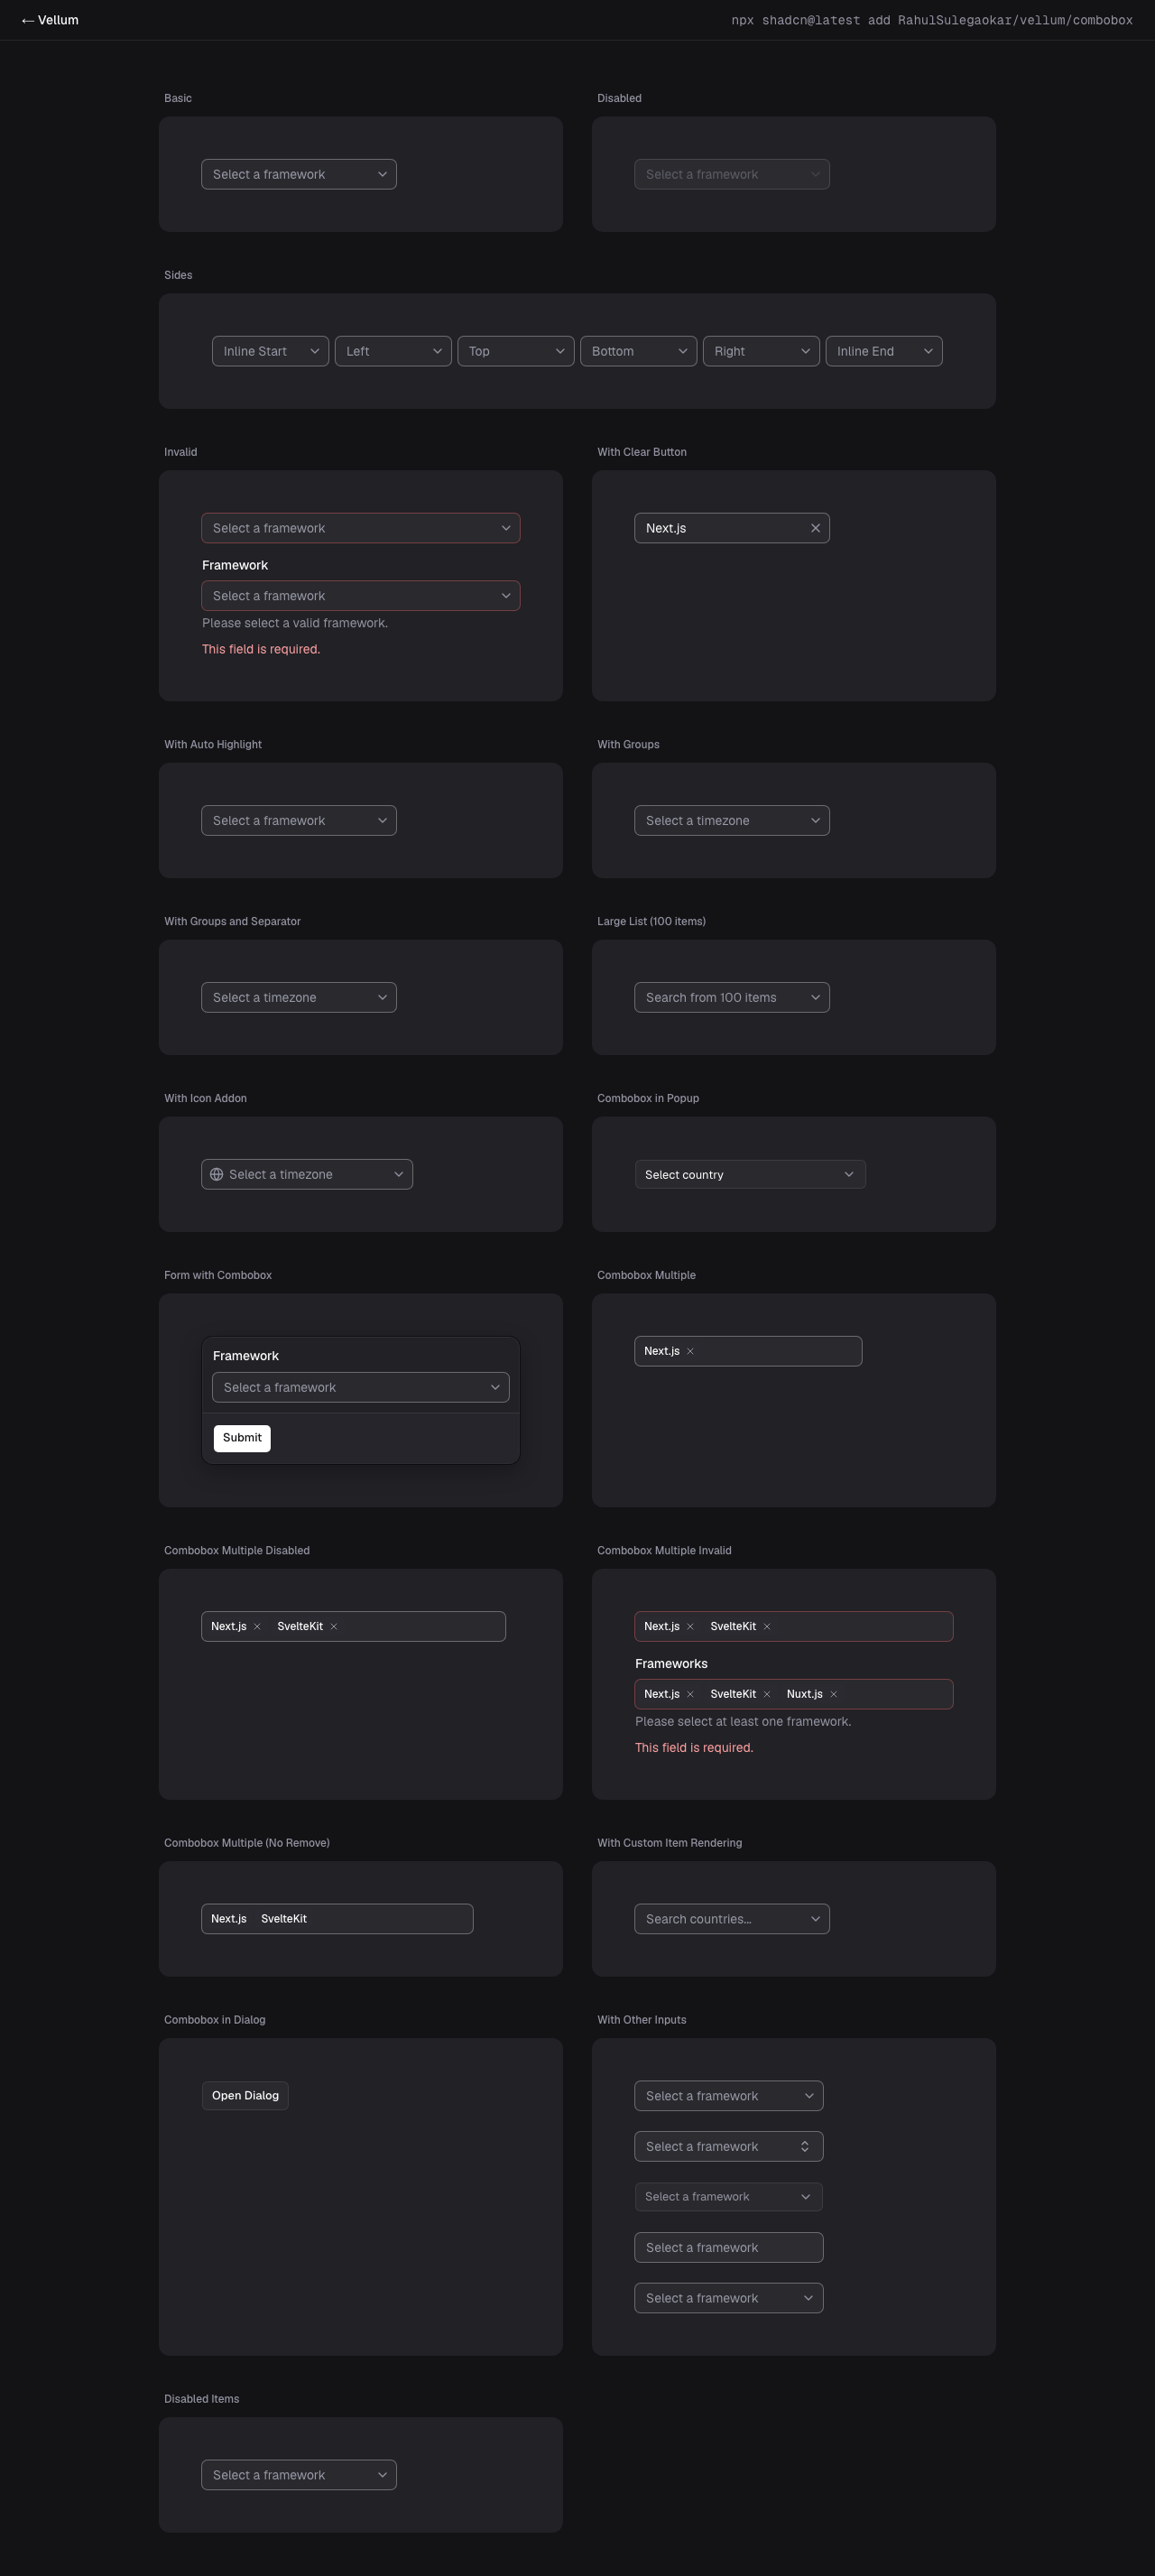 ← Vellum
npx shadcn@latest add RahulSulegaokar/vellum/combobox
Basic
Select a framework
Disabled
Select a framework
Sides
Inline Start
Left
Top
Bottom
Right
Inline End
Invalid
Select a framework
Framework
Select a framework
Please select a valid framework.
This field is required.
With Clear Button
Next.js
With Auto Highlight
Select a framework
With Groups
Select a timezone
With Groups and Separator
Select a timezone
Large List (100 items)
Search from 100 items
With Icon Addon
Select a timezone
Combobox in Popup
Select country
Form with Combobox
Framework
Select a framework
Submit
Combobox Multiple
Next.js
Combobox Multiple Disabled
Next.js SvelteKit
Combobox Multiple Invalid
Next.js SvelteKit
Frameworks
Next.js SvelteKit Nuxt.js
Please select at least one framework.
This field is required.
Combobox Multiple (No Remove)
Next.js SvelteKit
With Custom Item Rendering
Search countries...
Combobox in Dialog
Open Dialog
With Other Inputs
Select a framework
Select a framework
Select a framework
Select a framework
Select a framework
Disabled Items
Select a framework